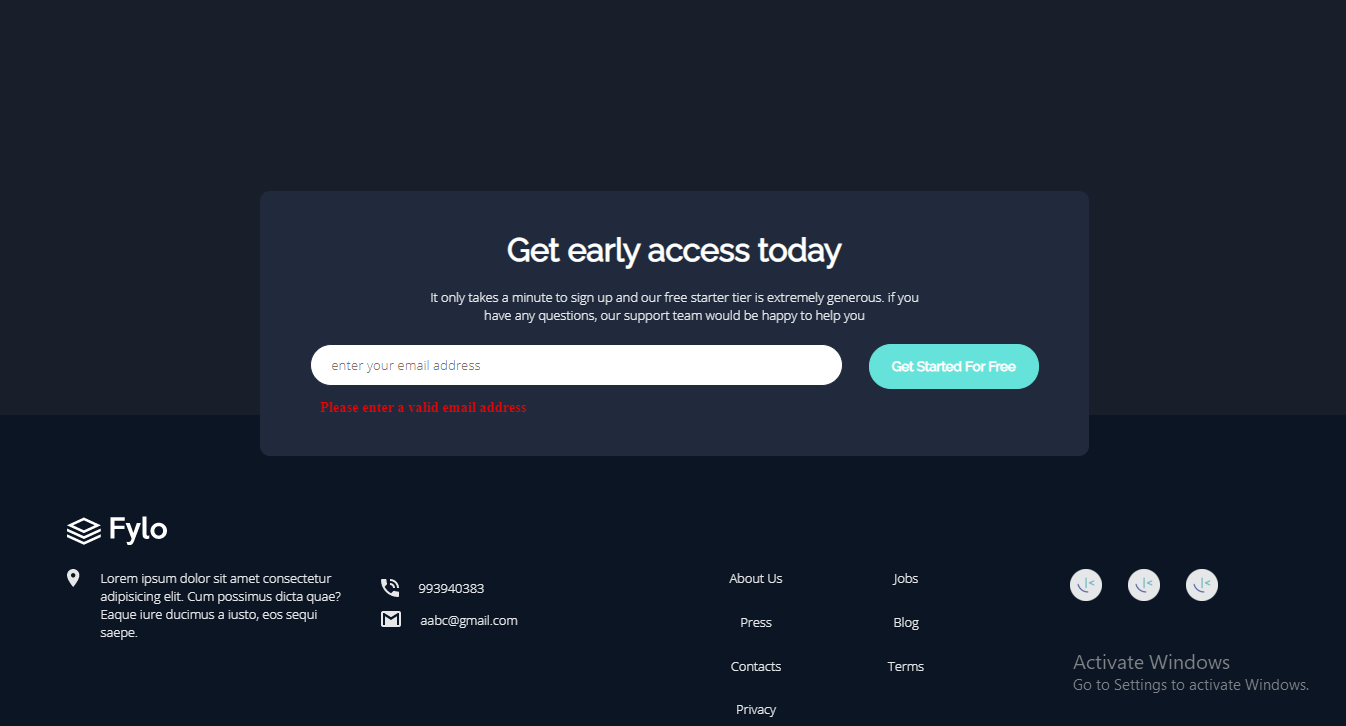 Get early access today
It only takes a minute to sign up and our free starter tier is extremely generous. if you
have any questions, our support team would be happy to help you
enter your email address
Get Started For Free
Please enter a valid email address
Fylo
Lorem ipsum dolor sit amet consectetur
adipisicing elit. Cum possimus dicta quae?
Eaque iure ducimus a iusto, eos sequi
saepe.
993940383
aabc@gmail.com
About Us
Press
Contacts
Privacy
Jobs
Blog
Terms
Activate Windows
Go to Settings to activate Windows.